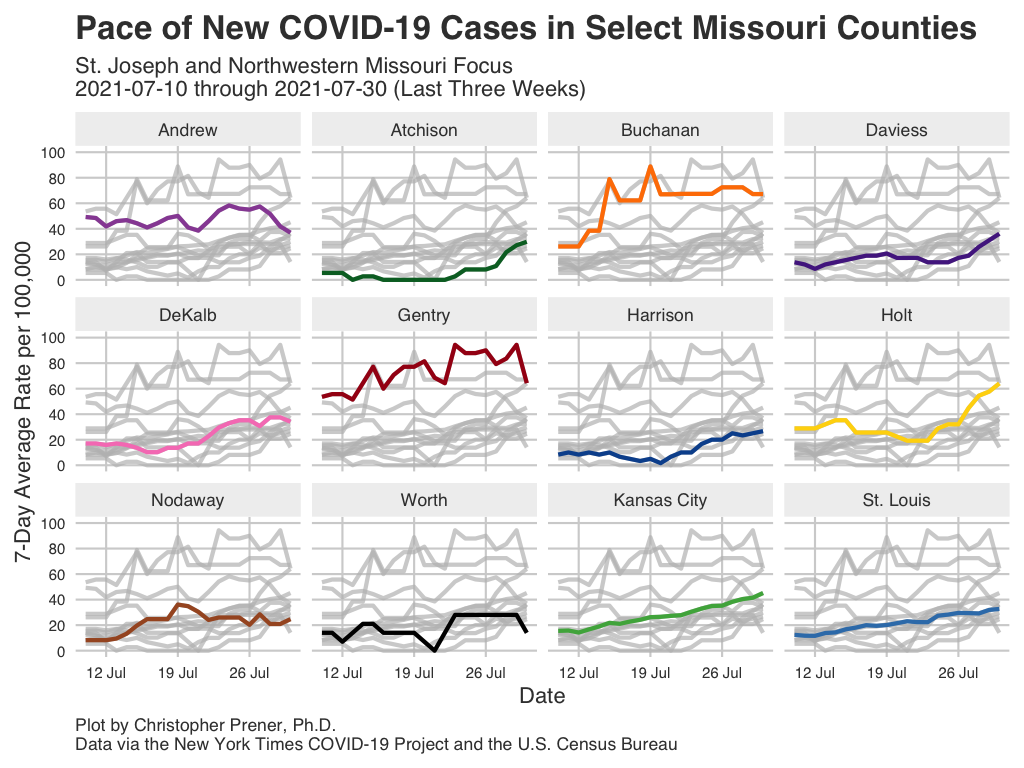 Pace of New COVID-19 Cases in Select Missouri Counties
St. Joseph and Northwestern Missouri Focus
2021-07-10 through 2021-07-30 (Last Three Weeks)
Andrew
Atchison
Buchanan
Daviess
100
80
60
40
20
0
DeKalb
Gentry
Harrison
Holt
100
80
60
40
20
0
Nodaway
Worth
Kansas City
St. Louis
100
80
60
40
20
0
12 Jul
19 Jul
26 Jul
12 Jul
19 Jul
26 Jul
12 Jul
19 Jul
26 Jul
12 Jul
19 Jul
26 Jul
7-Day Average Rate per 100,000
Date
Plot by Christopher Prener, Ph.D.
Data via the New York Times COVID-19 Project and the U.S. Census Bureau